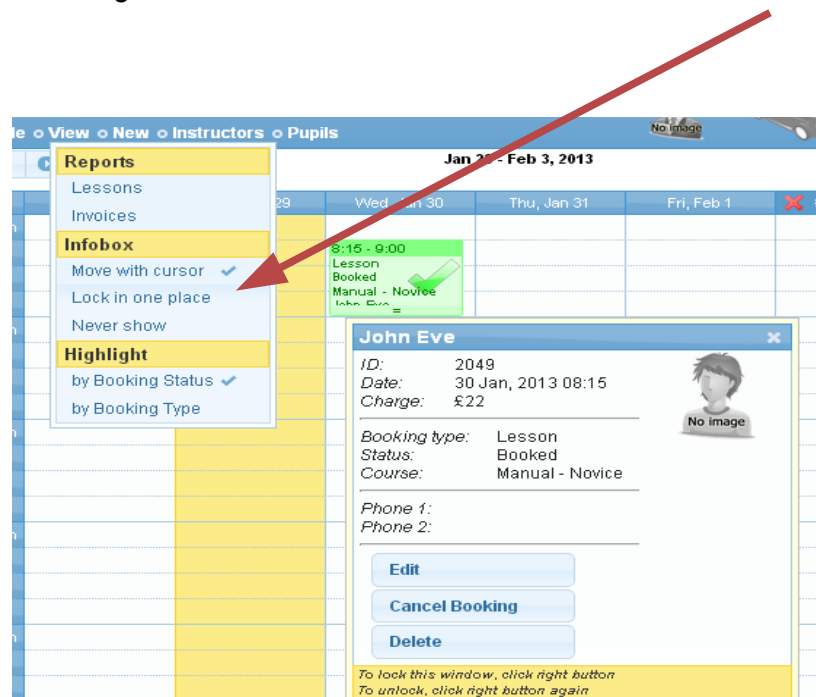 View New Instructors Pupils
No image
Jan - Feb 3, 2013
Reports
Lessons
Invoices
Infobox
Move with cursor
Lock in one place
Never show
Highlight
by Booking Status
by Booking Type
29 Wed, Jan 30 Thu, Jan 31 Fri, Feb 1
8:15 - 9:00
Lesson
Booked
Manual - Novice
John Eve
John Eve
ID: 2049
Date: 30 Jan, 2013 08:15
Charge: £22
No image
Booking type: Lesson
Status: Booked
Course: Manual - Novice
Phone 1:
Phone 2:
Edit
Cancel Booking
Delete
To lock this window, click right button
To unlock, click right button again